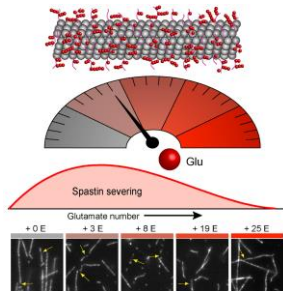 Glu
Spastin severing
Glutamate number
+ 0 E
+ 3 E
+ 8 E
+ 19 E
+ 25 E